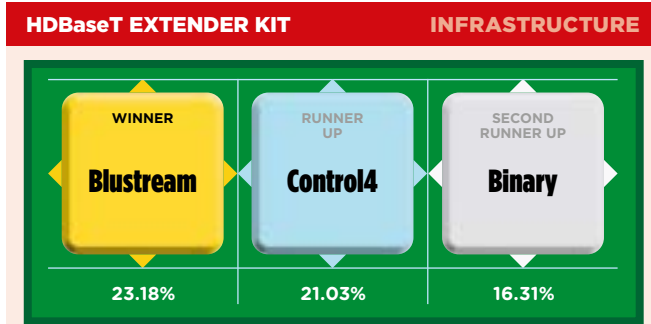 HDBaseT EXTENDER KIT
INFRASTRUCTURE
WINNER
Blustream
23.18%
RUNNER
UP
Control4
21.03%
SECOND
RUNNER UP
Binary
16.31%